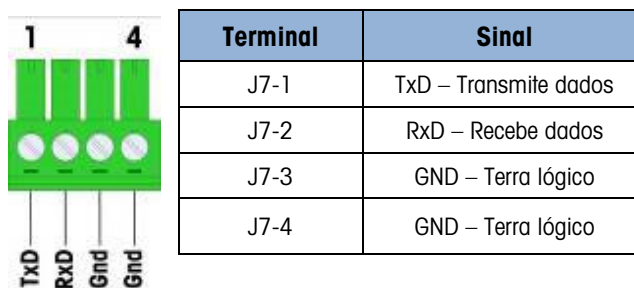 1 4
TxD
RxD
Gnd
Gnd
Terminal Sinal
J7-1 TxD – Transmite dados
J7-2 RxD – Recebe dados
J7-3 GND – Terra lógico
J7-4 GND – Terra lógico